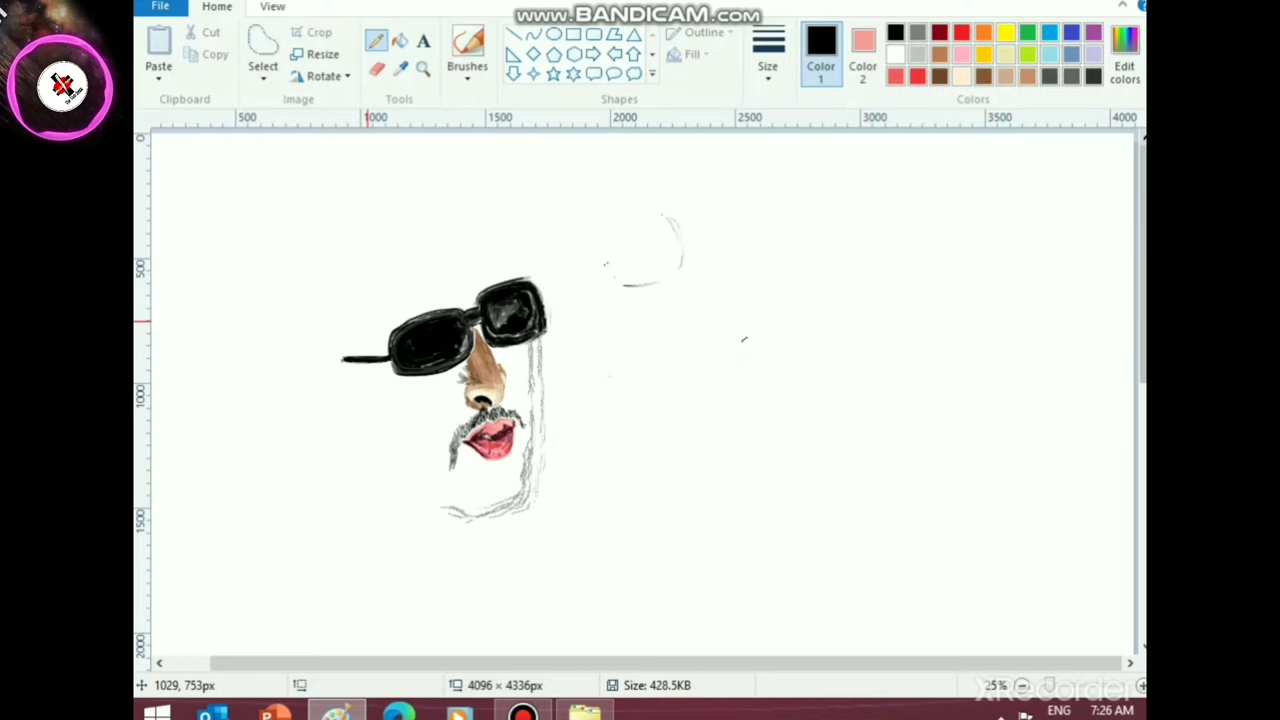 www.BANDICAM.com
File Home View
Cut
Copy
Paste
Clipboard
Select
Crop
Resize
Rotate
Image
A
Tools
Brushes
Outline
Fill
Shapes
Size
Color 1
Color 2
Edit colors
Colors
500 1000 1500 2000 2500 3000 3500 4000
0
500
1000
1500
2000
1029, 753px
4096 × 4336px
Size: 428.5KB
25%
XRecorder
ENG 7:26 AM